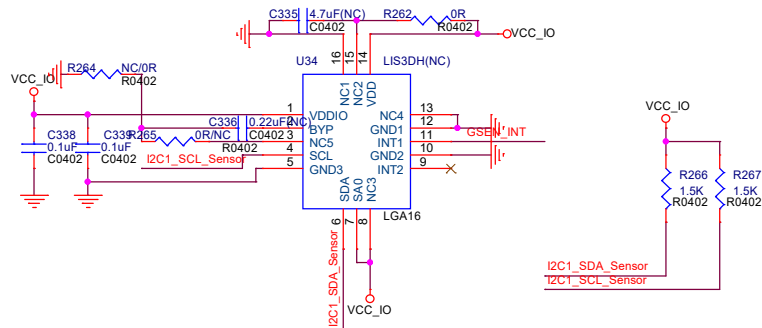 C335
4.7uF(NC)
C0402
R262
0R
R0402
VCC_IO
U34
LIS3DH(NC)
R264
NC/0R
R0402
VCC_IO
16
15
14
NC1
NC2
VDD
1
2
3
4
5
VDDIO
BYP
NC5
SCL
GND3
NC4
GND1
INT1
GND2
INT2
13
12
11
10
9
GSEN_INT
C338
0.1uF
C0402
C339
0.1uF
C0402
C336
0.22uF(NC)
C0402
R265
0R/NC
R0402
I2C1_SCL_Sensor
SDA
SA0
NC3
6
7
8
LGA16
I2C1_SDA_Sensor
VCC_IO
VCC_IO
R266
1.5K
R0402
R267
1.5K
R0402
I2C1_SDA_Sensor
I2C1_SCL_Sensor